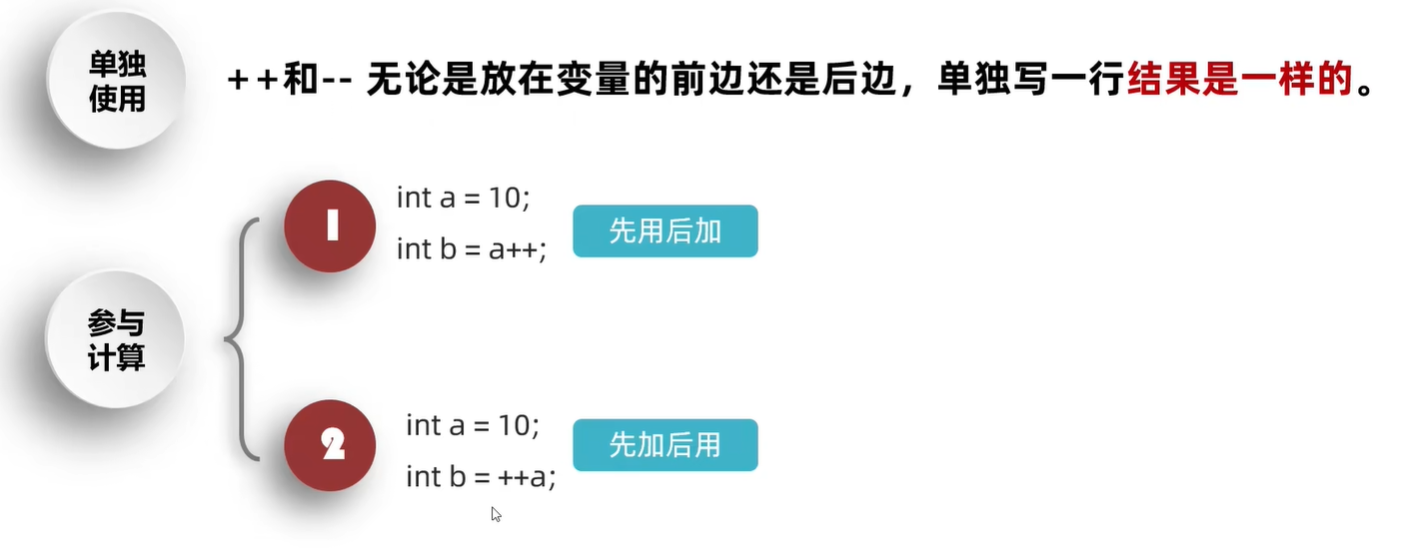 单独
使用
++和-- 无论是放在变量的前边还是后边，单独写一行结果是一样的。
参与
计算
1
int a = 10;
int b = a++;
先用后加
2
int a = 10;
int b = ++a;
先加后用